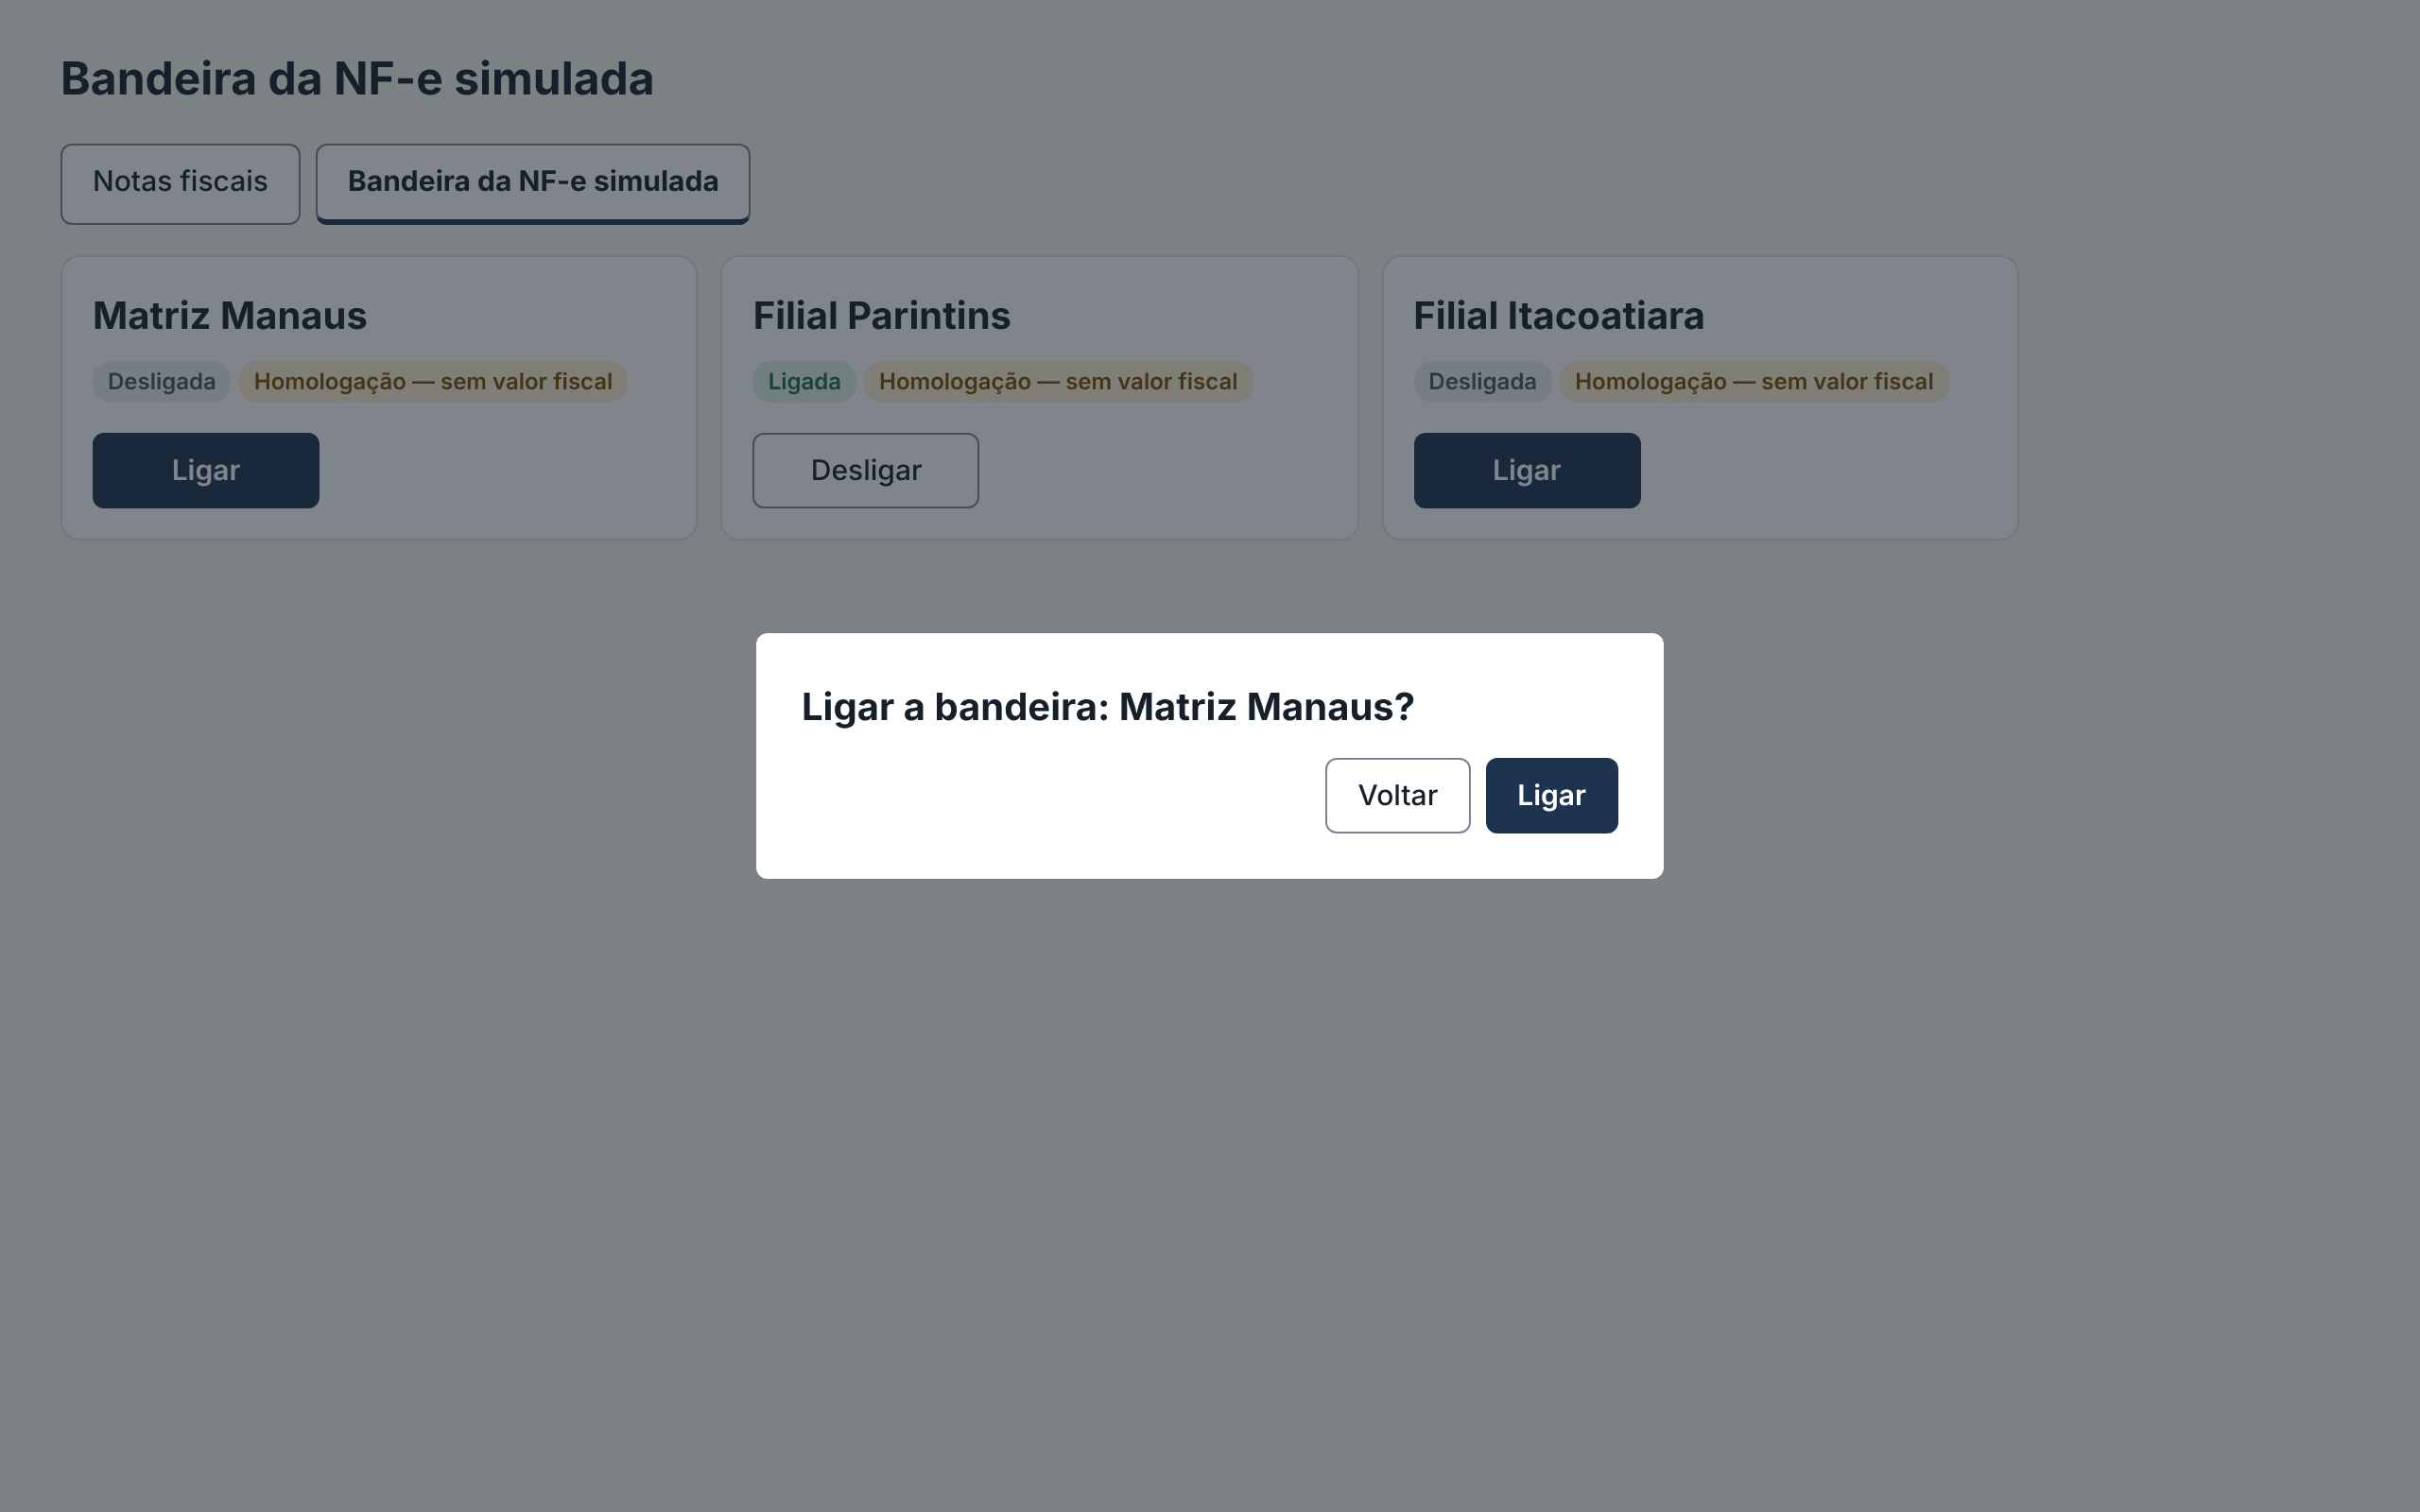 Bandeira da NF-e simulada
Notas fiscais
Bandeira da NF-e simulada
Matriz Manaus
Desligada
Homologação — sem valor fiscal
Ligar
Filial Parintins
Ligada
Homologação — sem valor fiscal
Desligar
Filial Itacoatiara
Desligada
Homologação — sem valor fiscal
Ligar
Ligar a bandeira: Matriz Manaus?
Voltar
Ligar